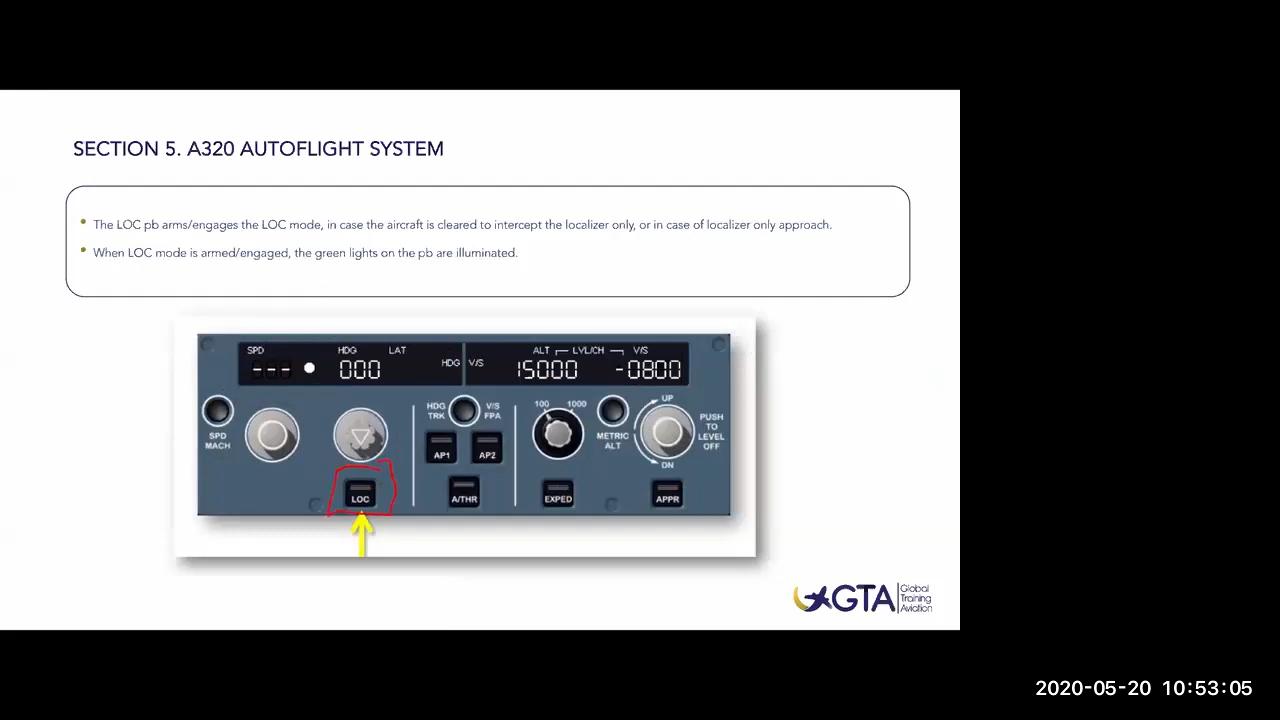 SECTION 5. A320 AUTOFLIGHT SYSTEM
• The LOC pb arms/engages the LOC mode, in case the aircraft is cleared to intercept the localizer only, or in case of localizer only approach.
• When LOC mode is armed/engaged, the green lights on the pb are illuminated.
SPD HDG LAT HDG V/S ALT LVL/CH V/S
--- 000 15000 -0800
SPD
MACH
HDG
TRK
V/S
FPA
100 1000
METRIC
ALT
UP
DN
PUSH
TO
LEVEL
OFF
AP1 AP2
LOC A/THR EXPED APPR
GTA
Global
Training
Aviation
2020-05-20 10:53:05